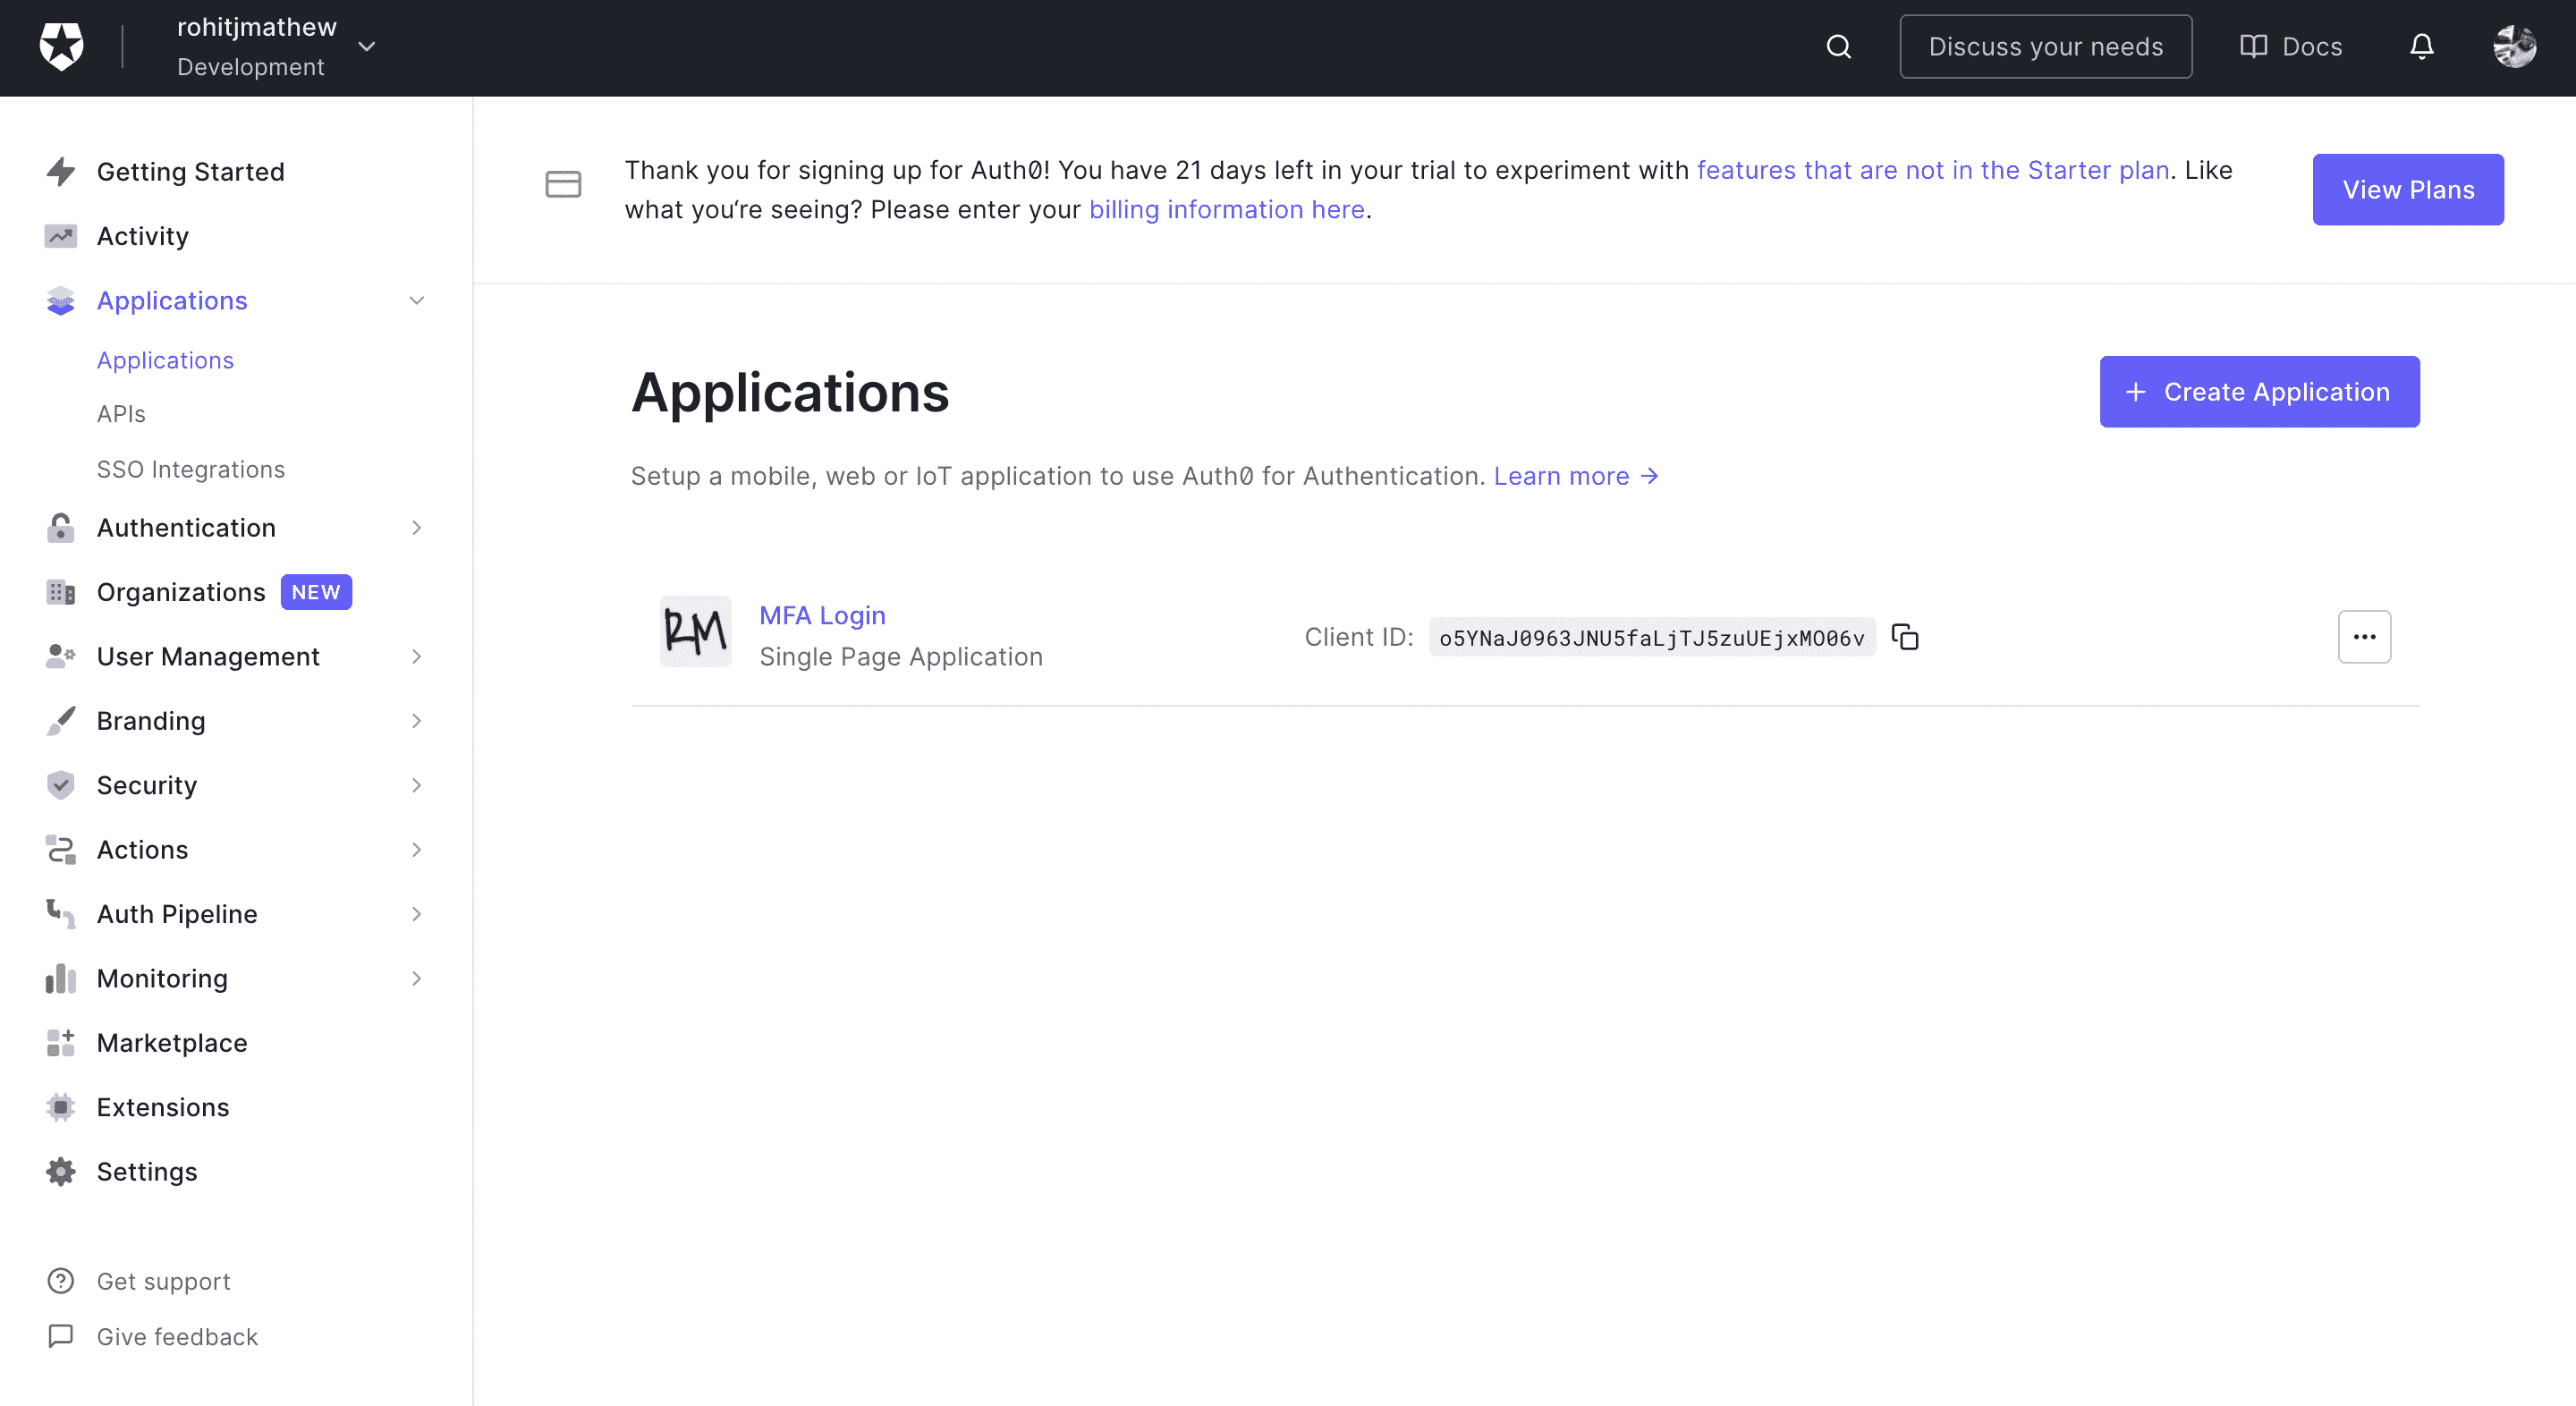 rohitjmathew
Development
Discuss your needs
Docs
Getting Started
Activity
Applications
Applications
APIs
SSO Integrations
Authentication
Organizations NEW
User Management
Branding
Security
Actions
Auth Pipeline
Monitoring
Marketplace
Extensions
Settings
Get support
Give feedback
Thank you for signing up for Auth0! You have 21 days left in your trial to experiment with features that are not in the Starter plan. Like
what you‘re seeing? Please enter your billing information here.
View Plans
Applications
+ Create Application
Setup a mobile, web or IoT application to use Auth0 for Authentication. Learn more →
RM
MFA Login
Single Page Application
Client ID: o5YNaJ0963JNU5faLjTJ5zuUEjxMO06v